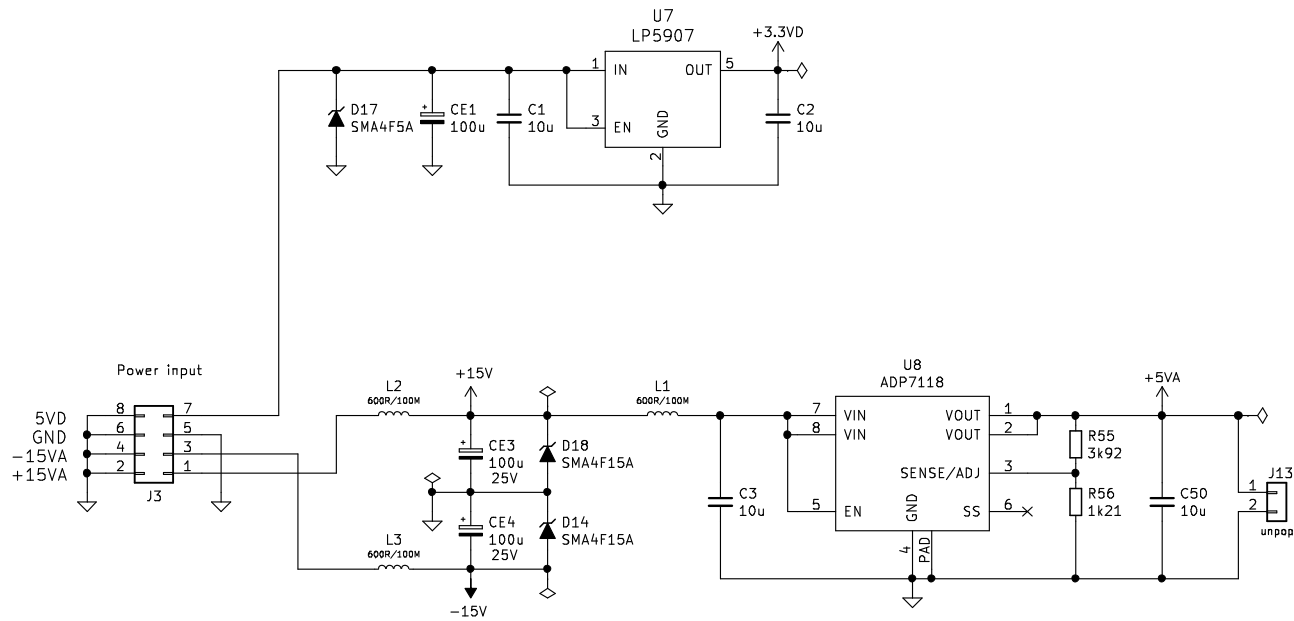 U7
LP5907
+3.3VD
1
IN
OUT
5
D17
SMA4F5A
+
CE1
100u
C1
10u
3
EN
GND
2
C2
10u
Power input
5VD
GND
-15VA
+15VA
8
6
4
2
7
5
3
1
J3
L2
600R/100M
+15V
L1
600R/100M
+
CE3
100u
25V
D18
SMA4F15A
+
CE4
100u
25V
D14
SMA4F15A
L3
600R/100M
-15V
U8
ADP7118
7
VIN
8
VIN
5
EN
VOUT
1
VOUT
2
SENSE/ADJ
3
SS
6
GND
4
PAD
C3
10u
+5VA
R55
3k92
R56
1k21
C50
10u
J13
1
2
unpop